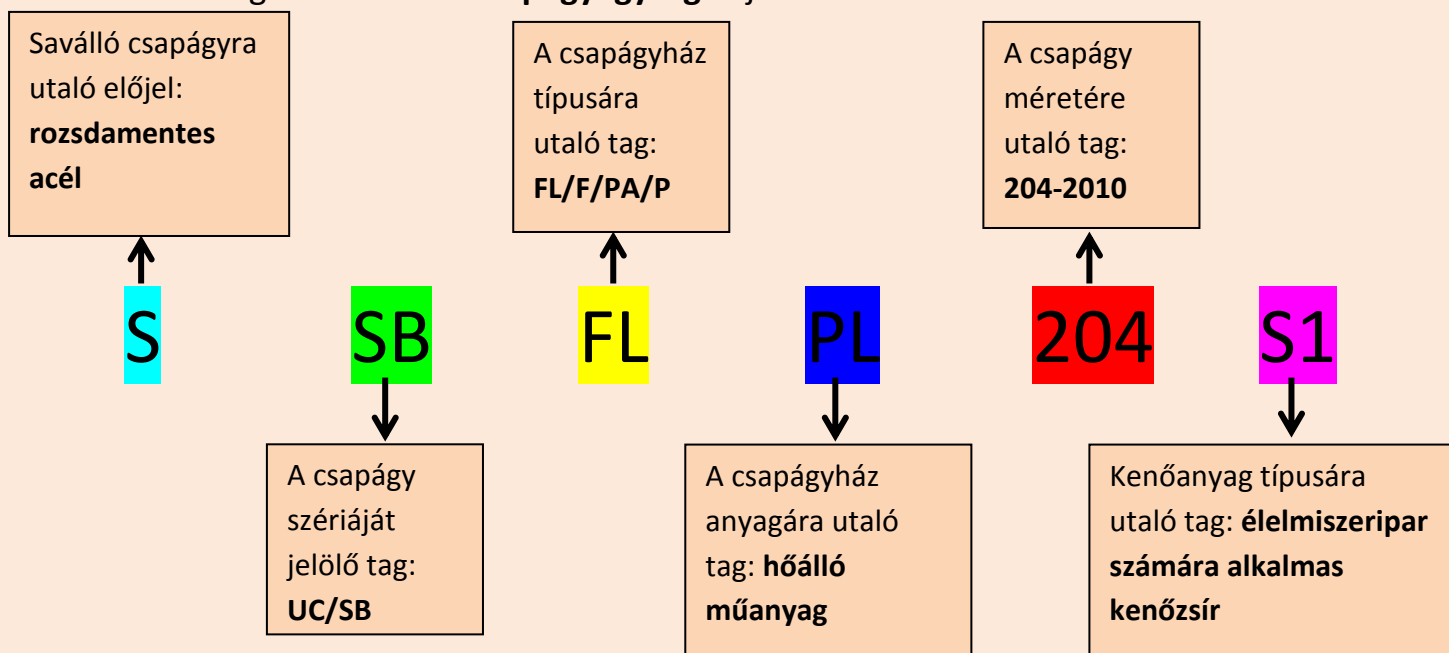 Saválló csapágyra
utaló előjel:
rozsdamentes
acél
A csapágyház
típusára
utaló tag:
FL/F/PA/P
A csapágy
méretére
utaló tag:
204-2010
S SB FL PL 204 S1
A csapágy
szériáját
jelölő tag:
UC/SB
A csapágyház
anyagára utaló
tag: hőálló
műanyag
Kenőanyag típusára
utaló tag: élelmiszeripar
számára alkalmas
kenőzsír